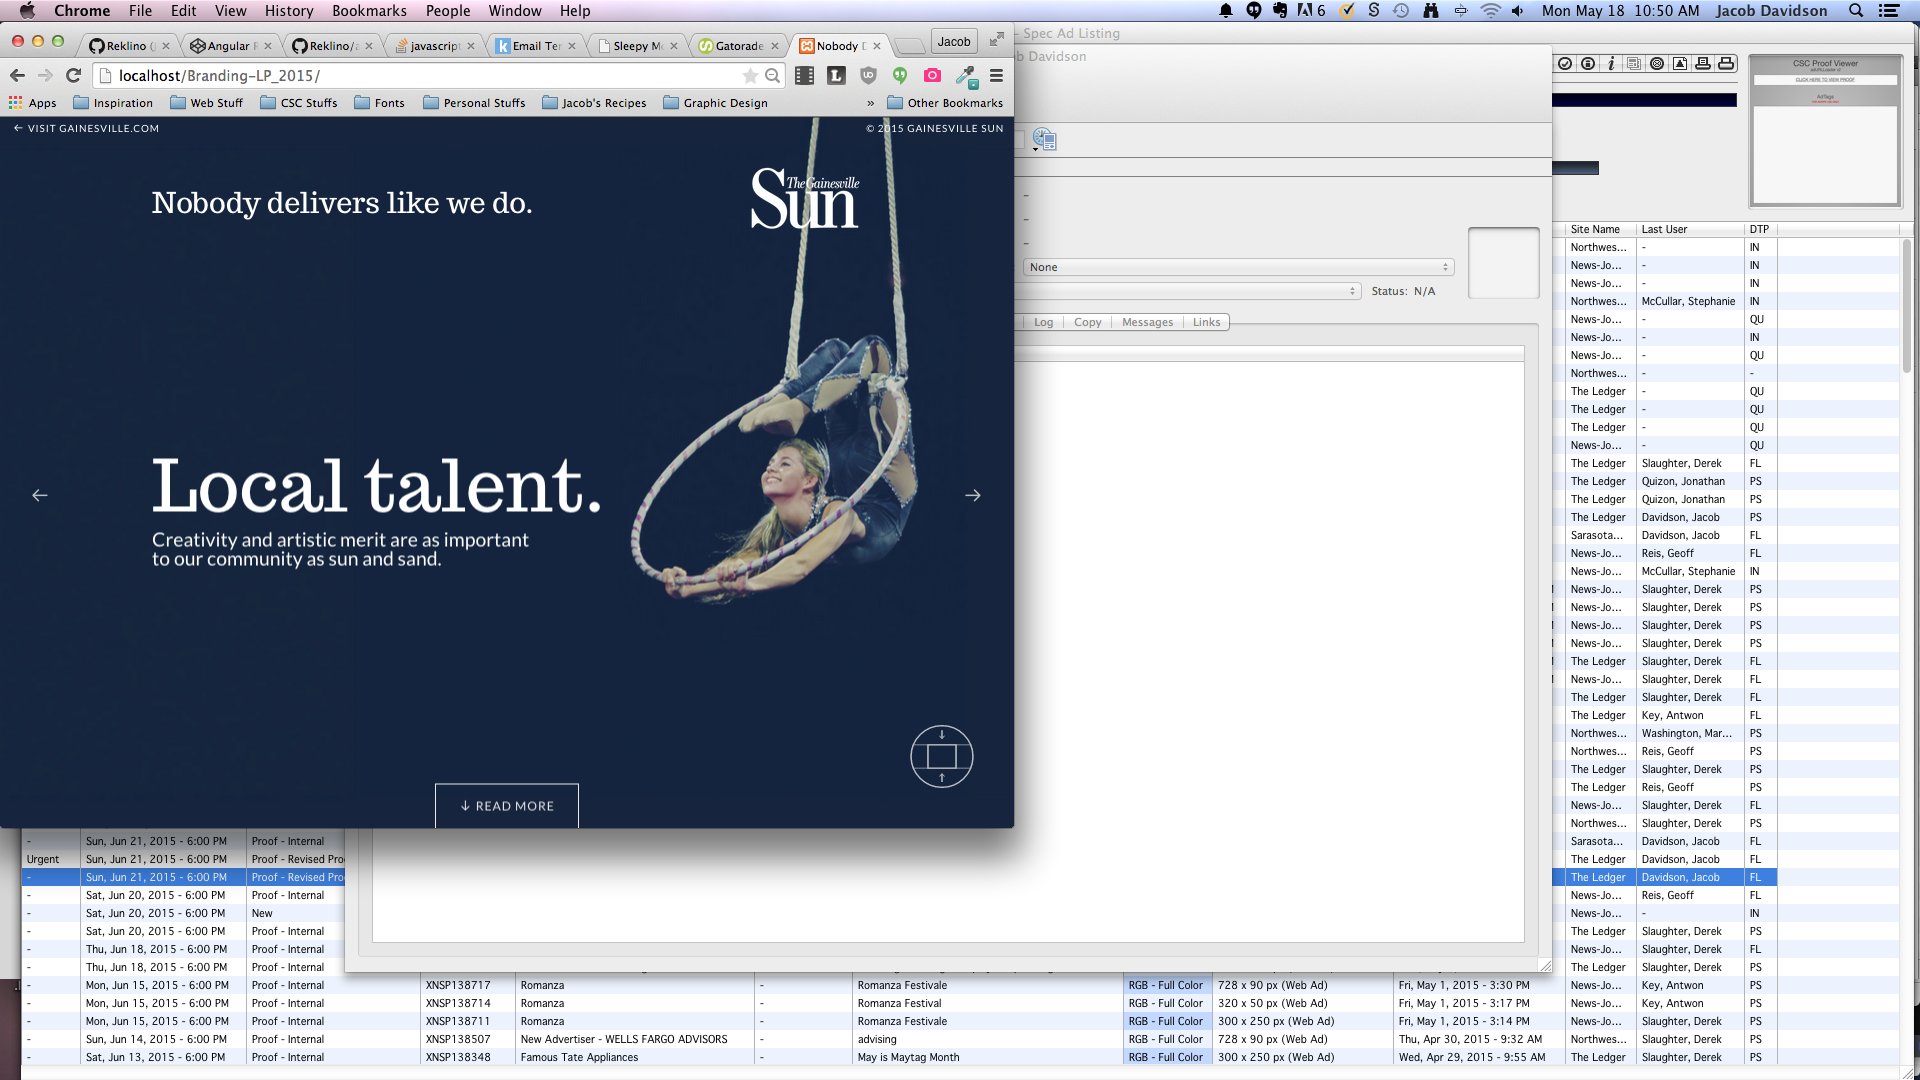 Chrome File Edit View History Bookmarks People Window Help
6 Mon May 18 10:50 AM Jacob Davidson
Reklino ( Angular F Reklino/a javascript Email Ter Sleepy Me Gatorade Nobody D Jacob
- Spec Ad Listing
b Davidson
localhost/Branding-LP_2015/
Apps Inspiration Web Stuff CSC Stuffs Fonts Personal Stuffs Jacob's Recipes Graphic Design » Other Bookmarks
← VISIT GAINESVILLE.COM
© 2015 GAINESVILLE SUN
Nobody delivers like we do.
The Gainesville
Sun
Local talent.
Creativity and artistic merit are as important
to our community as sun and sand.
↓ READ MORE
CSC Proof Viewer
CLICK HERE TO VIEW PROOF
AdTags
None
Status: N/A
Log Copy Messages Links
Site Name Last User DTP
Northwes... - IN
News-Jo... - IN
News-Jo... - IN
Northwes... McCullar, Stephanie IN
News-Jo... - QU
News-Jo... - IN
News-Jo... - QU
Northwes... - -
The Ledger - QU
The Ledger - QU
The Ledger - QU
News-Jo... - QU
The Ledger Slaughter, Derek FL
The Ledger Quizon, Jonathan PS
The Ledger Quizon, Jonathan PS
The Ledger Davidson, Jacob PS
Sarasota... Davidson, Jacob FL
News-Jo... Reis, Geoff FL
News-Jo... McCullar, Stephanie IN
News-Jo... Slaughter, Derek PS
News-Jo... Slaughter, Derek PS
News-Jo... Slaughter, Derek PS
News-Jo... Slaughter, Derek PS
The Ledger Slaughter, Derek FL
News-Jo... Slaughter, Derek FL
The Ledger Slaughter, Derek FL
The Ledger Key, Antwon FL
Northwes... Washington, Mar... PS
Northwes... Reis, Geoff PS
The Ledger Slaughter, Derek PS
The Ledger Reis, Geoff PS
News-Jo... Slaughter, Derek FL
Northwes... Slaughter, Derek PS
- Sun, Jun 21, 2015 - 6:00 PM Proof - Internal Sarasota... Davidson, Jacob FL
Urgent Sun, Jun 21, 2015 - 6:00 PM Proof - Revised Pro The Ledger Davidson, Jacob FL
- Sun, Jun 21, 2015 - 6:00 PM Proof - Revised Pro The Ledger Davidson, Jacob FL
- Sat, Jun 20, 2015 - 6:00 PM Proof - Internal News-Jo... Reis, Geoff FL
- Sat, Jun 20, 2015 - 6:00 PM New News-Jo... - IN
- Sat, Jun 20, 2015 - 6:00 PM Proof - Internal The Ledger Slaughter, Derek PS
- Thu, Jun 18, 2015 - 6:00 PM Proof - Internal News-Jo... Slaughter, Derek FL
- Thu, Jun 18, 2015 - 6:00 PM Proof - Internal The Ledger Slaughter, Derek PS
- Mon, Jun 15, 2015 - 6:00 PM Proof - Internal XNSP138717 Romanza - Romanza Festivale RGB - Full Color 728 x 90 px (Web Ad) Fri, May 1, 2015 - 3:30 PM News-Jo... Key, Antwon PS
- Mon, Jun 15, 2015 - 6:00 PM Proof - Internal XNSP138714 Romanza - Romanza Festival RGB - Full Color 320 x 50 px (Web Ad) Fri, May 1, 2015 - 3:17 PM News-Jo... Key, Antwon PS
- Mon, Jun 15, 2015 - 6:00 PM Proof - Internal XNSP138711 Romanza - Romanza Festivale RGB - Full Color 300 x 250 px (Web Ad) Fri, May 1, 2015 - 3:14 PM News-Jo... Slaughter, Derek PS
- Sun, Jun 14, 2015 - 6:00 PM Proof - Internal XNSP138507 New Advertiser - WELLS FARGO ADVISORS - advising RGB - Full Color 728 x 90 px (Web Ad) Thu, Apr 30, 2015 - 9:32 AM News-Jo... Slaughter, Derek PS
- Sat, Jun 13, 2015 - 6:00 PM Proof - Internal XNSP138348 Famous Tate Appliances - May is Maytag Month RGB - Full Color 300 x 250 px (Web Ad) Wed, Apr 29, 2015 - 9:55 AM The Ledger Slaughter, Derek PS